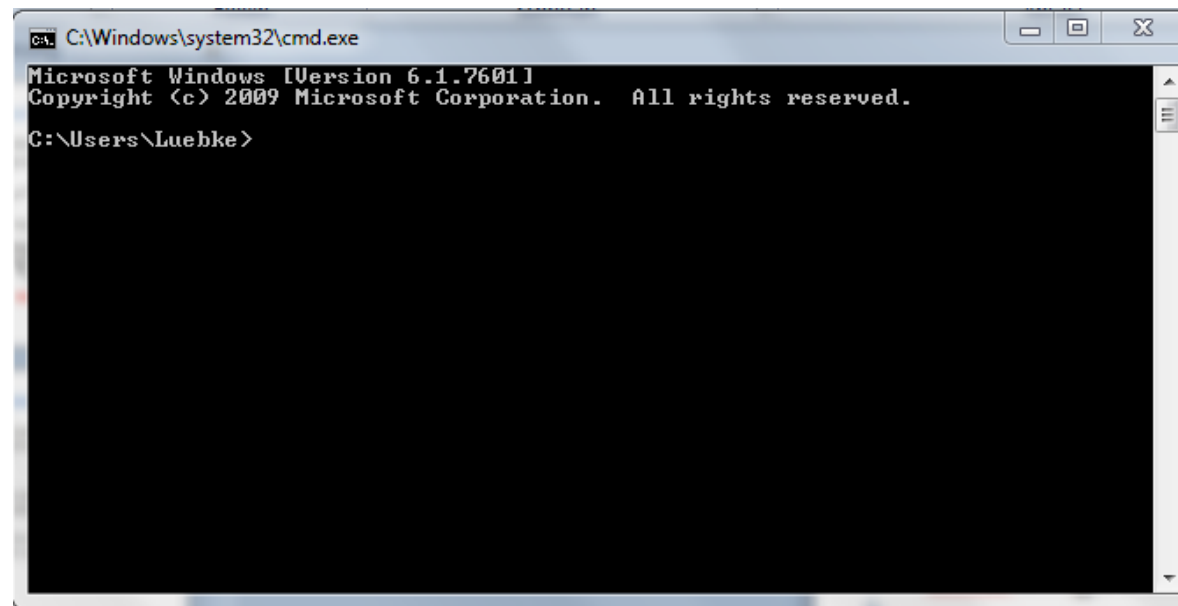 C:\Windows\system32\cmd.exe
Microsoft Windows [Version 6.1.7601]
Copyright (c) 2009 Microsoft Corporation.  All rights reserved.
C:\Users\Luebke>